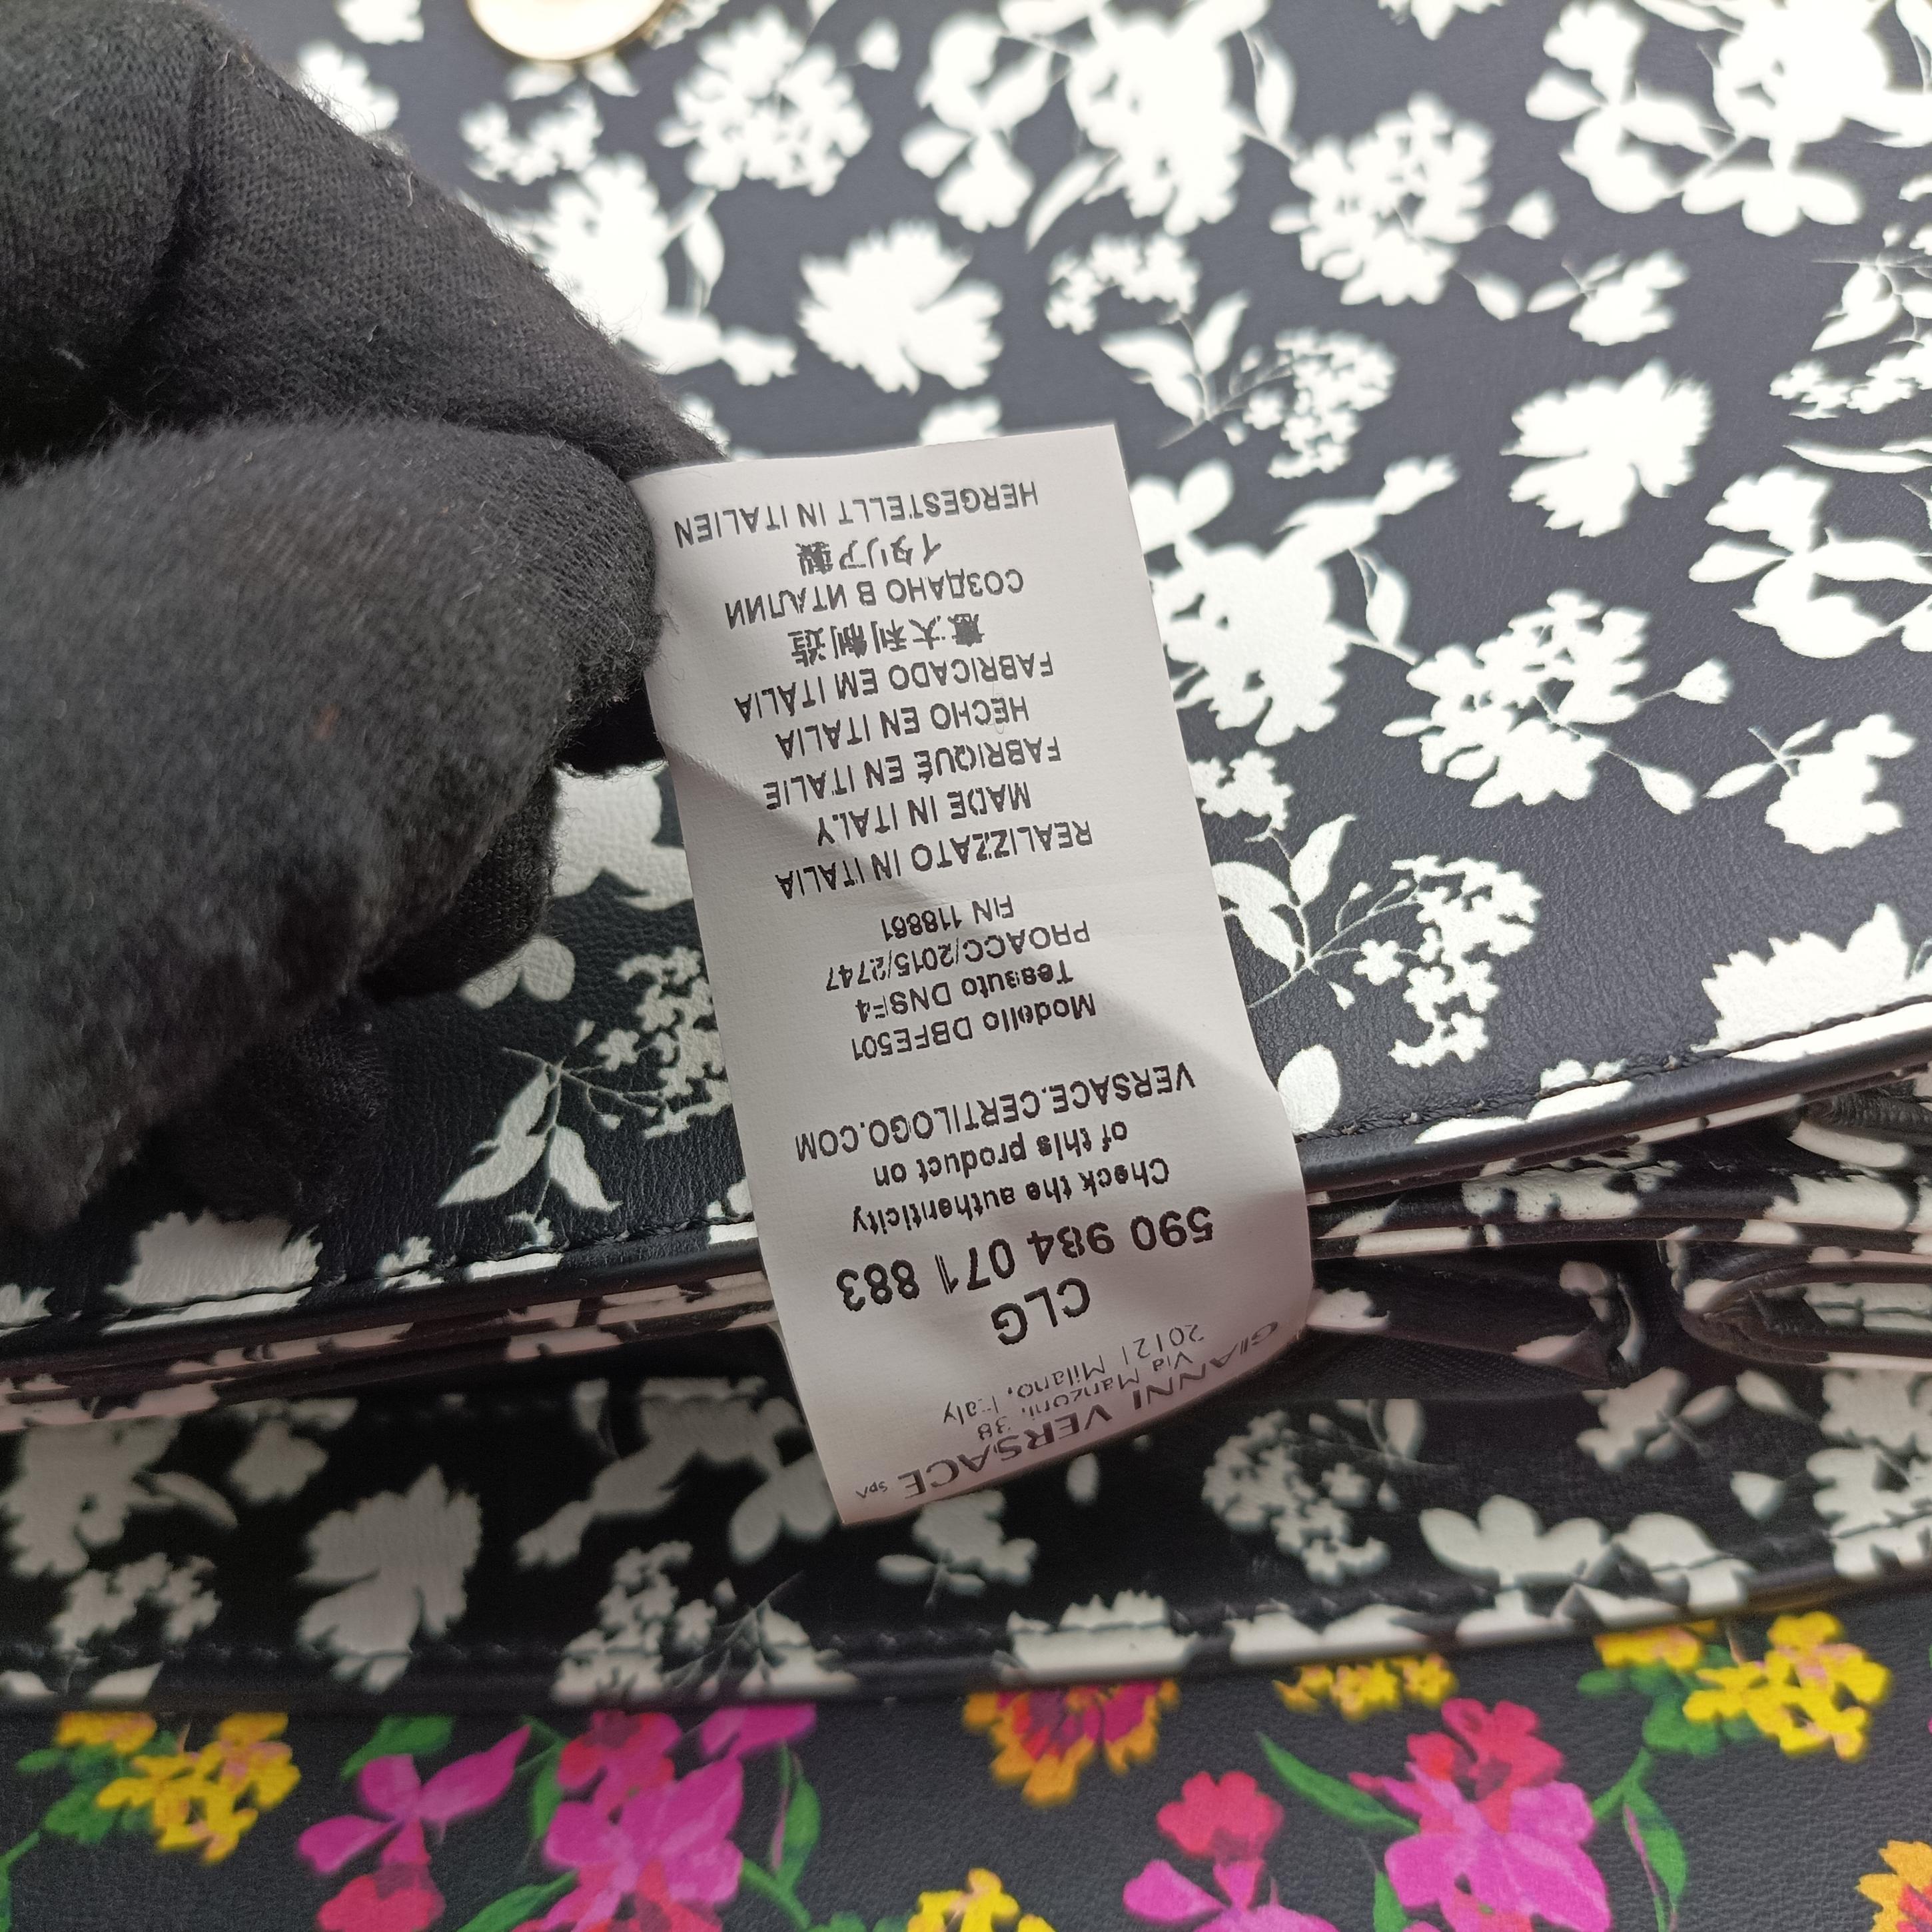 GIANNI VERSACE SpA
Via Manzoni, 38
20121 Milano, Italy
CLG
590 984 071 883
Check the authenticity
of this product on
VERSACE.CERTILOGO.COM
Modello DBFE501
Tessuto DNSF4
PROACC/2015/2747
FIN 118861
REALIZZATO IN ITALIA
MADE IN ITALY
FABRIQUÉ EN ITALIE
HECHO EN ITALIA
FABRICADO EM ITÁLIA
意大利制造
СОЗДАНО В ИТАЛИИ
イタリア製
HERGESTELLT IN ITALIEN